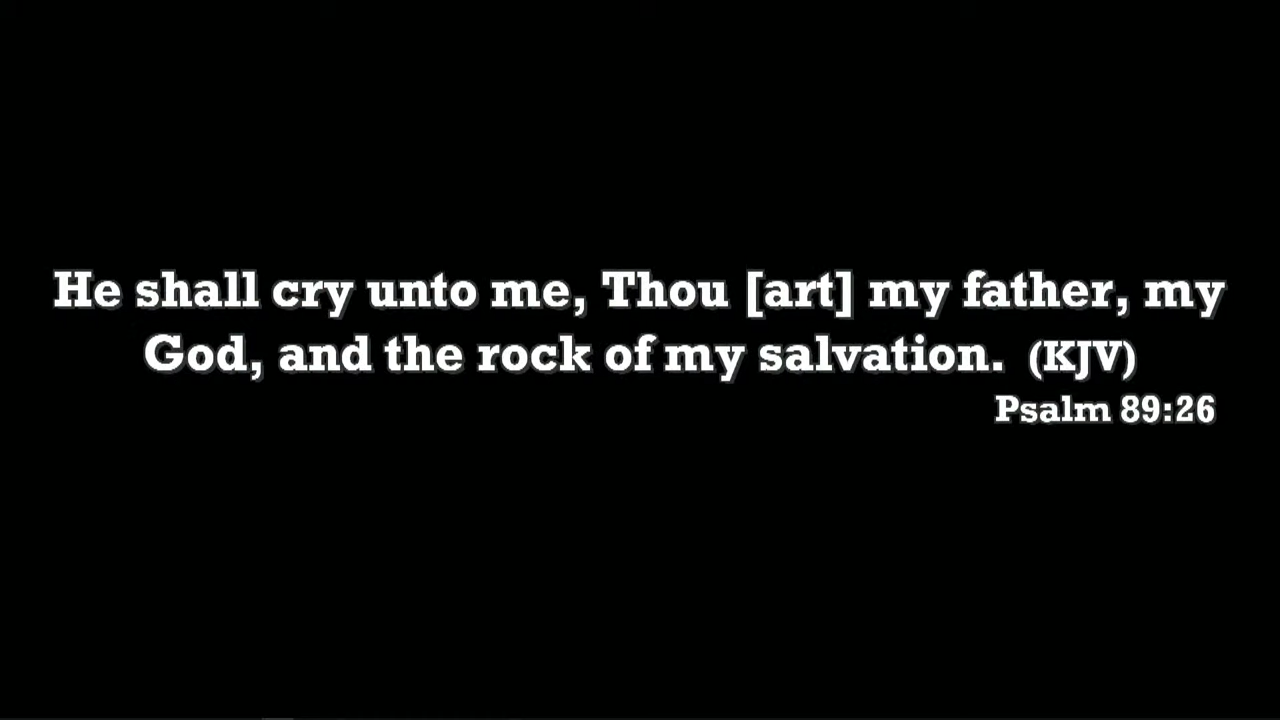 He shall cry unto me, Thou [art] my father, my
God, and the rock of my salvation. (KJV)
Psalm 89:26